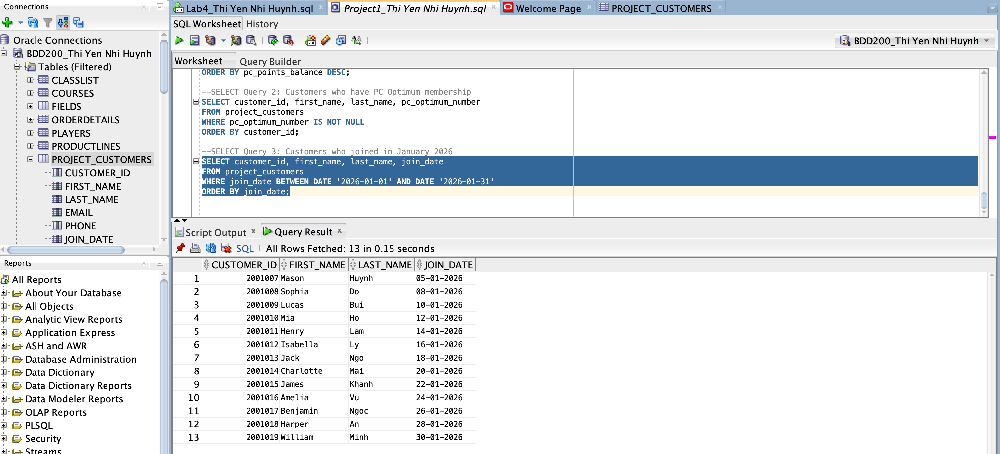 Connections
Oracle Connections
BDD200_Thi Yen Nhi Huynh
Tables (Filtered)
CLASSLIST
COURSES
FIELDS
ORDERDETAILS
PLAYERS
PRODUCTLINES
PROJECT_CUSTOMERS
CUSTOMER_ID
FIRST_NAME
LAST_NAME
EMAIL
PHONE
JOIN_DATE
Reports
All Reports
About Your Database
All Objects
Analytic View Reports
Application Express
ASH and AWR
Database Administration
Data Dictionary
Data Dictionary Reports
Data Modeler Reports
OLAP Reports
PLSQL
Security
Streams
Lab4_Thi Yen Nhi Huynh.sql Project1_Thi Yen Nhi Huynh.sql Welcome Page PROJECT_CUSTOMERS
SQL Worksheet History
BDD200_Thi Yen Nhi Huynh
Worksheet Query Builder
ORDER BY pc_points_balance DESC;
--SELECT Query 2: Customers who have PC Optimum membership
SELECT customer_id, first_name, last_name, pc_optimum_number
FROM project_customers
WHERE pc_optimum_number IS NOT NULL
ORDER BY customer_id;
--SELECT Query 3: Customers who joined in January 2026
SELECT customer_id, first_name, last_name, join_date
FROM project_customers
WHERE join_date BETWEEN DATE '2026-01-01' AND DATE '2026-01-31'
ORDER BY join_date;
Script Output x Query Result x
SQL All Rows Fetched: 13 in 0.15 seconds
CUSTOMER_ID FIRST_NAME LAST_NAME JOIN_DATE
1 2001007 Mason Huynh 05-01-2026
2 2001008 Sophia Do 08-01-2026
3 2001009 Lucas Bui 10-01-2026
4 2001010 Mia Ho 12-01-2026
5 2001011 Henry Lam 14-01-2026
6 2001012 Isabella Ly 16-01-2026
7 2001013 Jack Ngo 18-01-2026
8 2001014 Charlotte Mai 20-01-2026
9 2001015 James Khanh 22-01-2026
10 2001016 Amelia Vu 24-01-2026
11 2001017 Benjamin Ngoc 26-01-2026
12 2001018 Harper An 28-01-2026
13 2001019 William Minh 30-01-2026